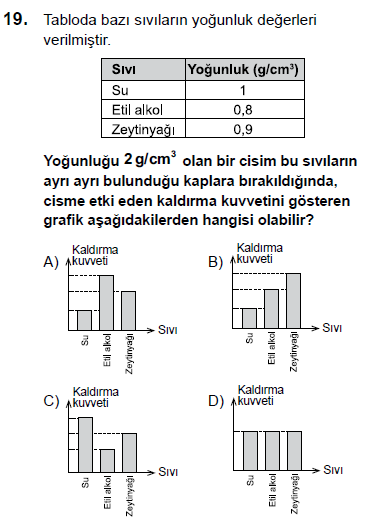 19. Tabloda bazı sıvıların yoğunluk değerleri
verilmiştir.
Sıvı Yoğunluk (g/cm³)
Su 1
Etil alkol 0,8
Zeytinyağı 0,9
Yoğunluğu 2 g/cm³ olan bir cisim bu sıvıların
ayrı ayrı bulunduğu kaplara bırakıldığında,
cisme etki eden kaldırma kuvvetini gösteren
grafik aşağıdakilerden hangisi olabilir?
A) Kaldırma
kuvveti
Sıvı
Su
Etil alkol
Zeytinyağı
B) Kaldırma
kuvveti
Sıvı
Su
Etil alkol
Zeytinyağı
C) Kaldırma
kuvveti
Sıvı
Su
Etil alkol
Zeytinyağı
D) Kaldırma
kuvveti
Sıvı
Su
Etil alkol
Zeytinyağı